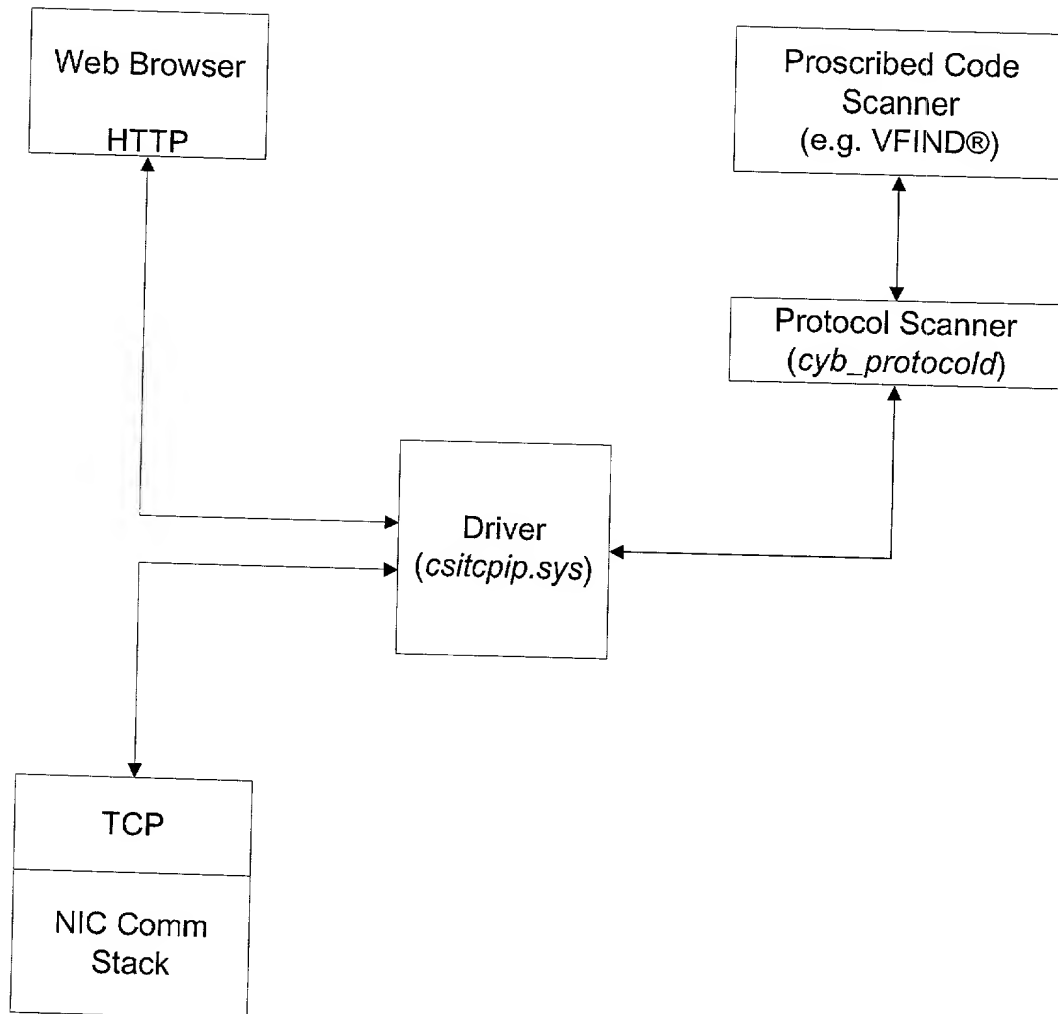 Web Browser
HTTP
Proscribed Code
Scanner
(e.g. VFIND®)
Protocol Scanner
(cyb_protocold)
Driver
(csitcpip.sys)
TCP
NIC Comm
Stack